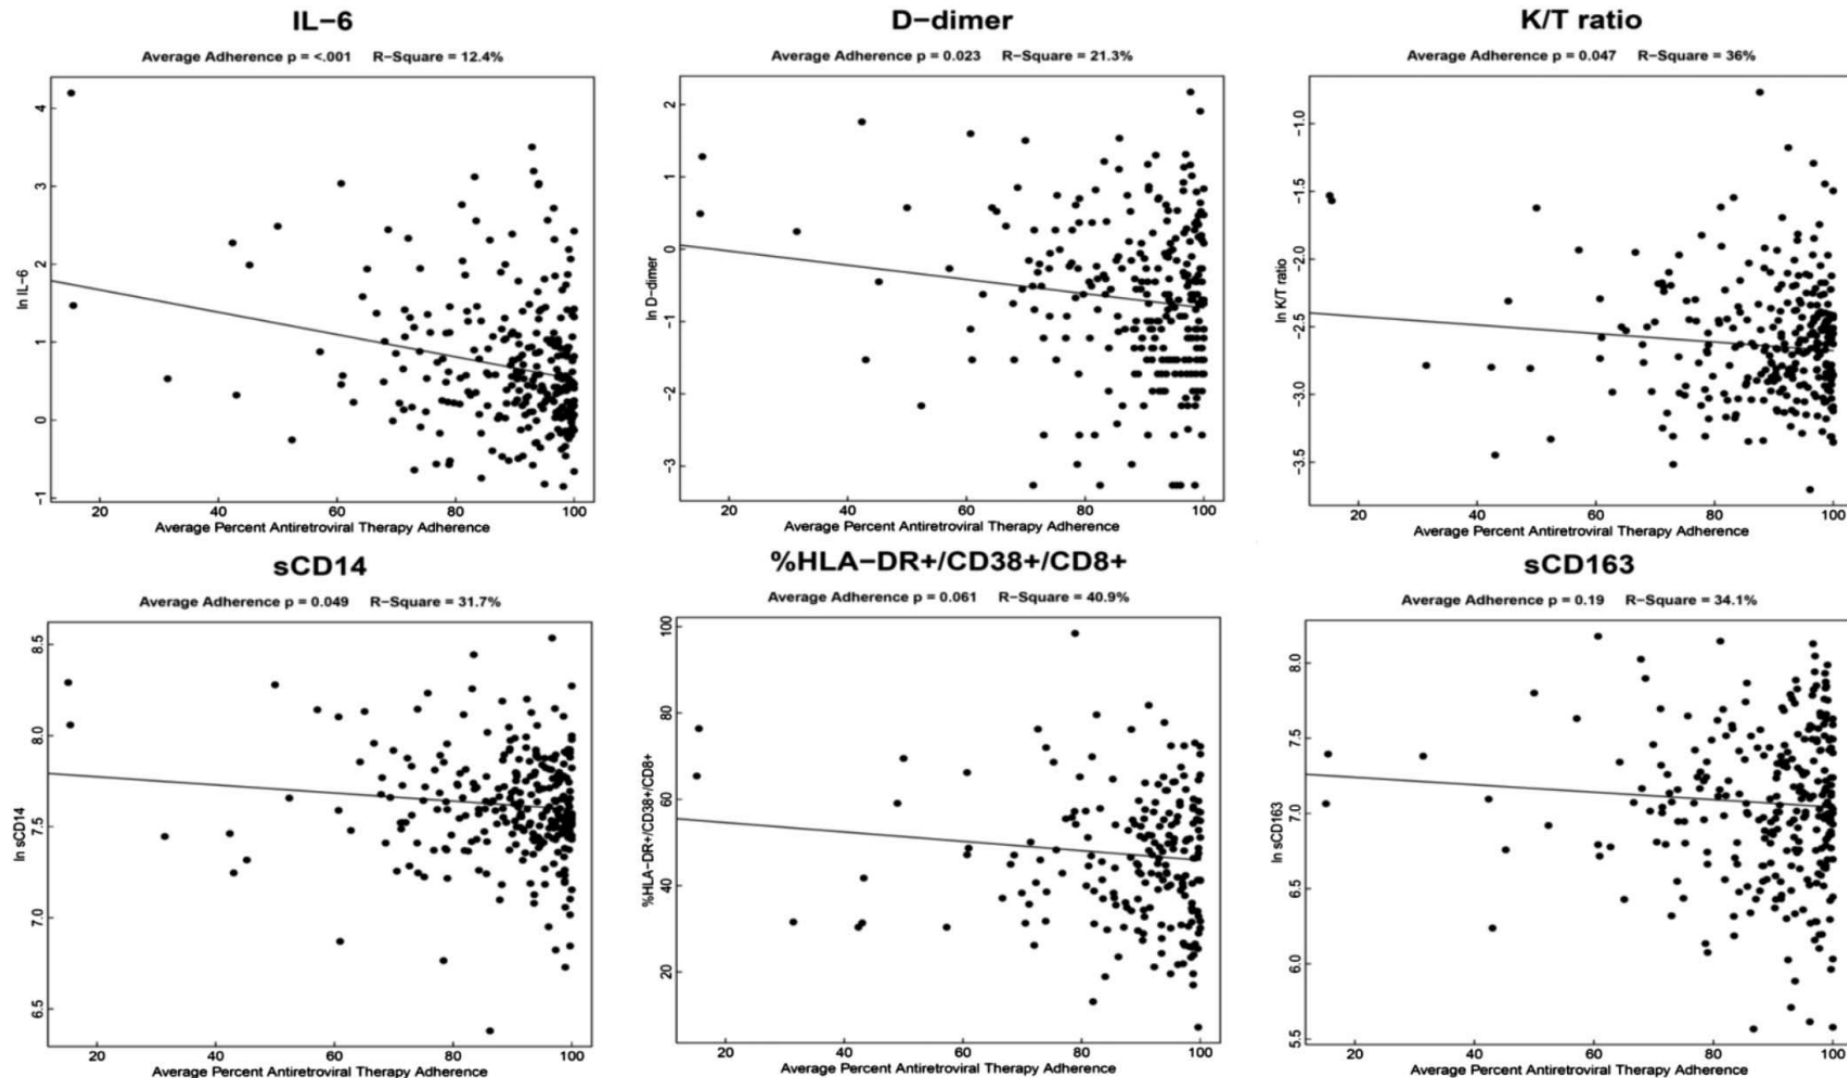 IL−6
Average Adherence p = <.001 R−Square = 12.4%
4
3
2
1
0
−1
ln IL−6
20 40 60 80 100
Average Percent Antiretroviral Therapy Adherence
D−dimer
Average Adherence p = 0.023 R−Square = 21.3%
2
1
0
−1
−2
−3
ln D−dimer
20 40 60 80 100
Average Percent Antiretroviral Therapy Adherence
K/T ratio
Average Adherence p = 0.047 R−Square = 36%
−1.0
−1.5
−2.0
−2.5
−3.0
−3.5
ln K/T ratio
20 40 60 80 100
Average Percent Antiretroviral Therapy Adherence
sCD14
Average Adherence p = 0.049 R−Square = 31.7%
8.5
8.0
7.5
7.0
6.5
ln sCD14
20 40 60 80 100
Average Percent Antiretroviral Therapy Adherence
%HLA−DR+/CD38+/CD8+
Average Adherence p = 0.061 R−Square = 40.9%
100
80
60
40
20
%HLA−DR+/CD38+/CD8+
20 40 60 80 100
Average Percent Antiretroviral Therapy Adherence
sCD163
Average Adherence p = 0.19 R−Square = 34.1%
8.0
7.5
7.0
6.5
6.0
5.5
ln sCD163
20 40 60 80 100
Average Percent Antiretroviral Therapy Adherence